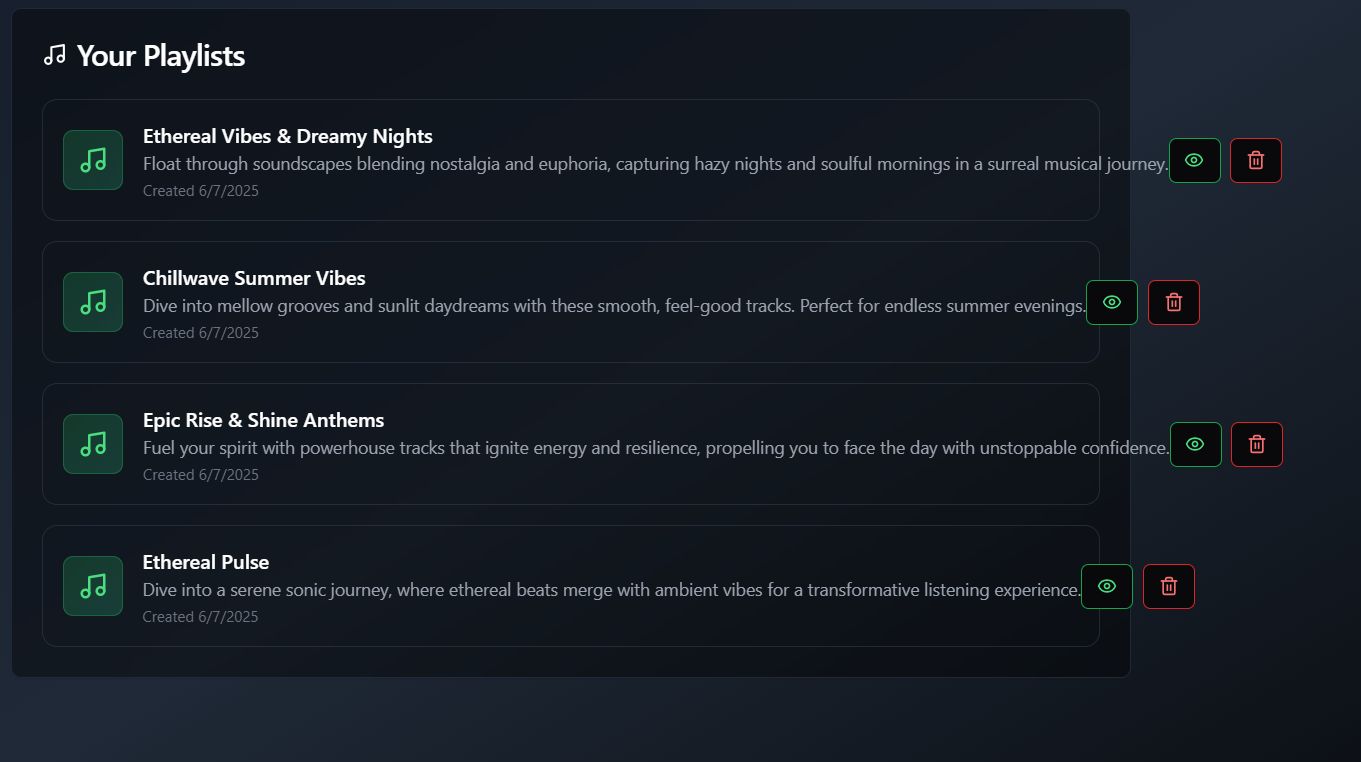 Your Playlists
Ethereal Vibes & Dreamy Nights
Float through soundscapes blending nostalgia and euphoria, capturing hazy nights and soulful mornings in a surreal musical journey.
Created 6/7/2025
Chillwave Summer Vibes
Dive into mellow grooves and sunlit daydreams with these smooth, feel-good tracks. Perfect for endless summer evenings.
Created 6/7/2025
Epic Rise & Shine Anthems
Fuel your spirit with powerhouse tracks that ignite energy and resilience, propelling you to face the day with unstoppable confidence.
Created 6/7/2025
Ethereal Pulse
Dive into a serene sonic journey, where ethereal beats merge with ambient vibes for a transformative listening experience.
Created 6/7/2025